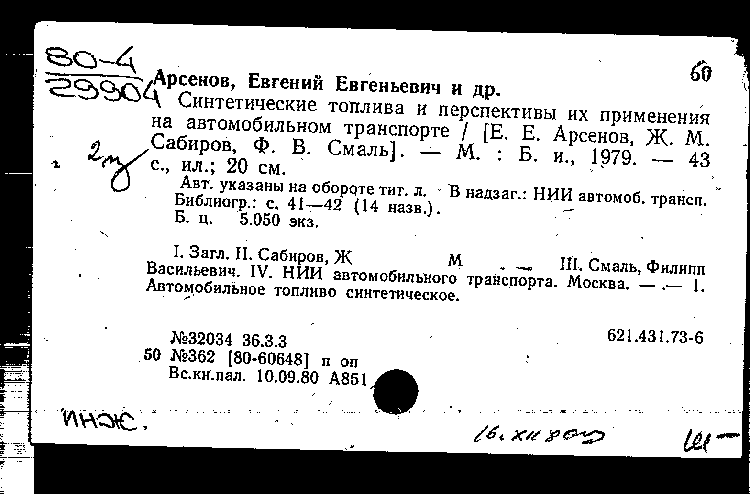 80-4
29904
60
Арсенов, Евгений Евгеньевич и др.
Синтетические топлива и перспективы их применения
на автомобильном транспорте / [Е. Е. Арсенов, Ж. М.
Сабиров, Ф. В. Смаль]. — М. : Б. и., 1979. — 43
с., ил.; 20 см.
Авт. указаны на обороте тит. л. В надзаг.: НИИ автомоб. трансп.
Библиогр.: с. 41—42 (14 назв.).
Б. ц. 5.050 экз.
I. Загл. II. Сабиров, Ж М . — III. Смаль, Филипп
Васильевич. IV. НИИ автомобильного транспорта. Москва. — .— 1.
Автомобильное топливо синтетическое.
№32034 36.3.3 621.431.73-6
50 №362 [80-60648] п оп
Вс.кн.пал. 10.09.80 А851
инж.
16.XII 80